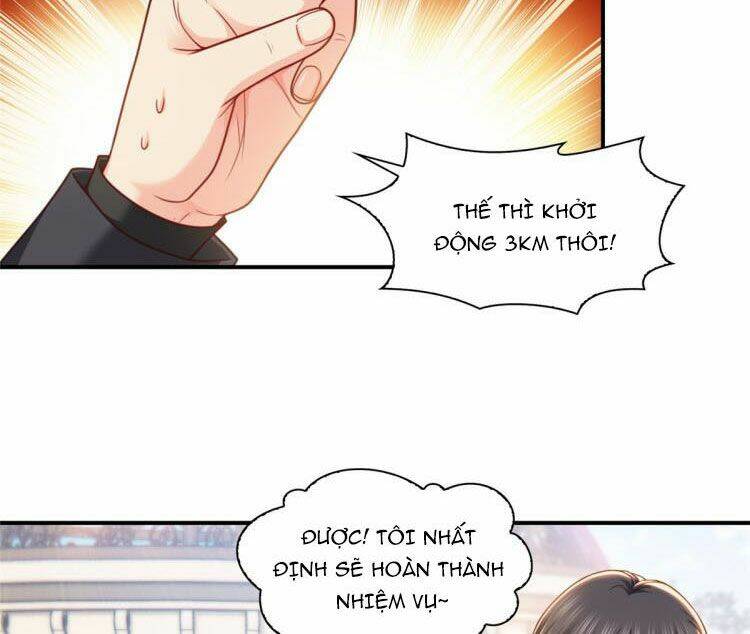 THẾ THÌ KHỞI
ĐỘNG 3KM THÔI!
ĐƯỢC! TÔI NHẤT
ĐỊNH SẼ HOÀN THÀNH
NHIỆM VỤ~